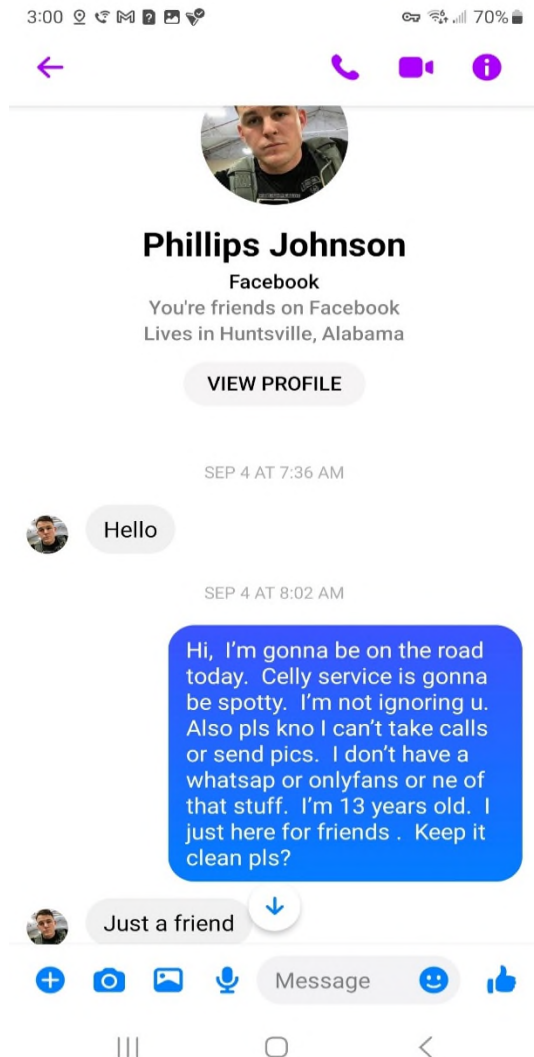 3:00
70%
Phillips Johnson
Facebook
You're friends on Facebook
Lives in Huntsville, Alabama
VIEW PROFILE
SEP 4 AT 7:36 AM
Hello
SEP 4 AT 8:02 AM
Hi, I'm gonna be on the road
today. Celly service is gonna
be spotty. I'm not ignoring u.
Also pls kno I can't take calls
or send pics. I don't have a
whatsap or onlyfans or ne of
that stuff. I'm 13 years old. I
just here for friends . Keep it
clean pls?
Just a friend
Message